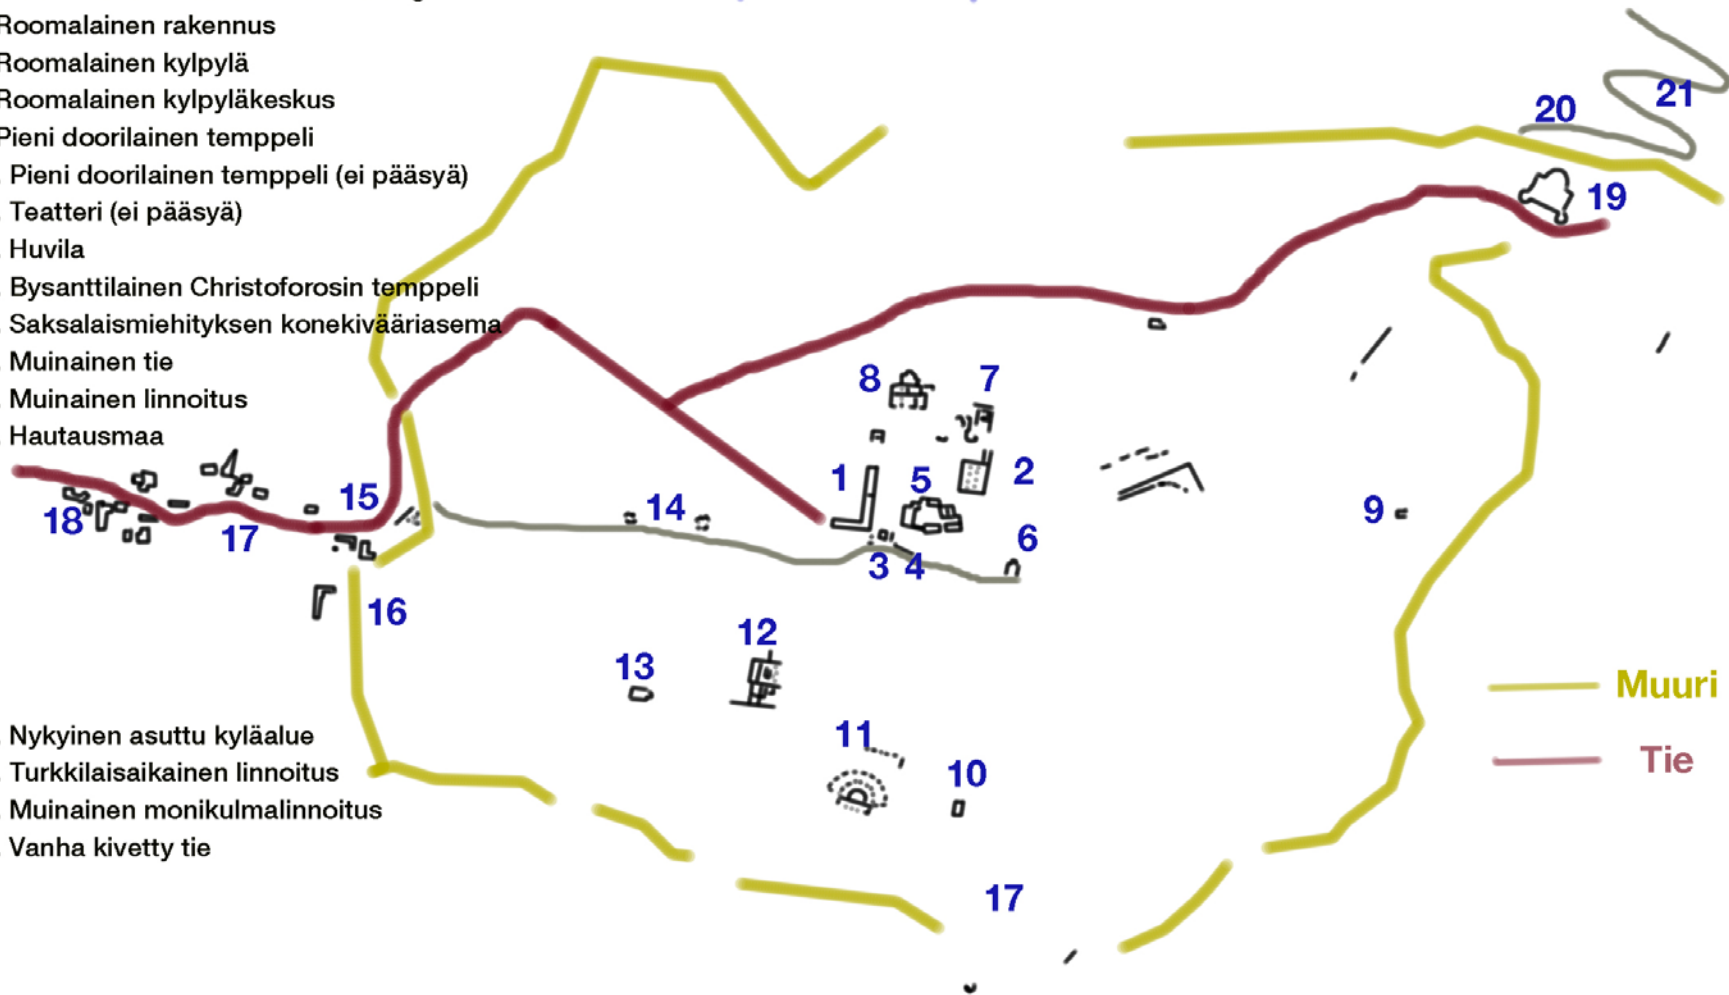 Roomalainen rakennus
Roomalainen kylpylä
Roomalainen kylpyläkeskus
Pieni doorilainen temppeli
. Pieni doorilainen temppeli (ei pääsyä)
. Teatteri (ei pääsyä)
. Huvila
. Bysanttilainen Christoforosin temppeli
. Saksalaismiehityksen konekivääriasema
. Muinainen tie
. Muinainen linnoitus
. Hautausmaa
. Nykyinen asuttu kyläalue
. Turkkilaisaikainen linnoitus
. Muinainen monikulmalinnoitus
. Vanha kivetty tie
21
20
19
8
7
1
5
2
15
14
9
18
17
6
3
4
16
12
13
11
10
17
Muuri
Tie